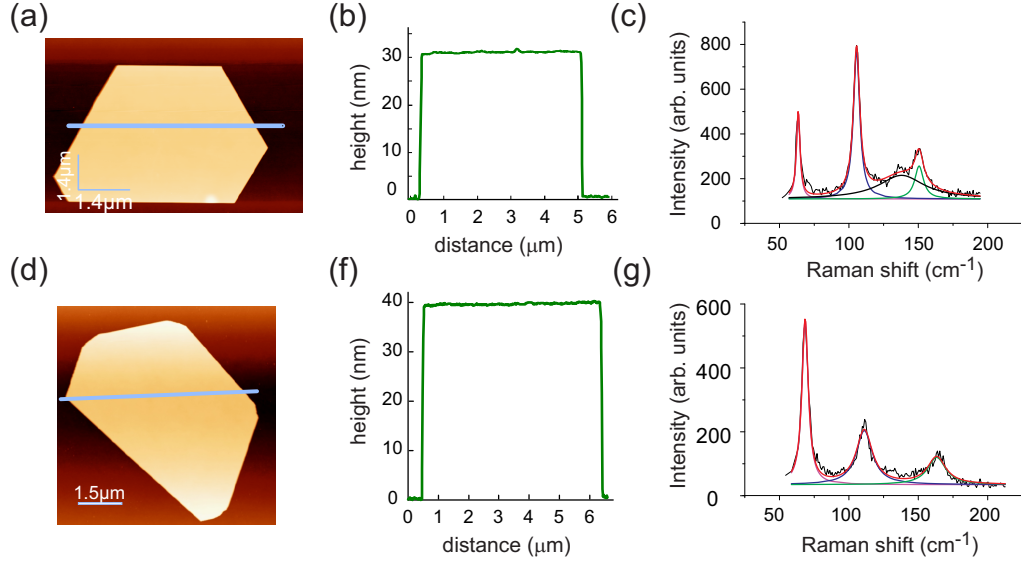 (a)
1.4μm
1.4μm
(b)
height (nm)
40
30
20
10
0
0
1
2
3
4
5
6
distance (μm)
(c)
Intensity (arb. units)
800
600
400
200
0
50
100
150
200
Raman shift (cm⁻¹)
(d)
1.5μm
(f)
height (nm)
40
30
20
10
0
0
1
2
3
4
5
6
distance (μm)
(g)
Intensity (arb. units)
600
400
200
0
50
100
150
200
Raman shift (cm⁻¹)